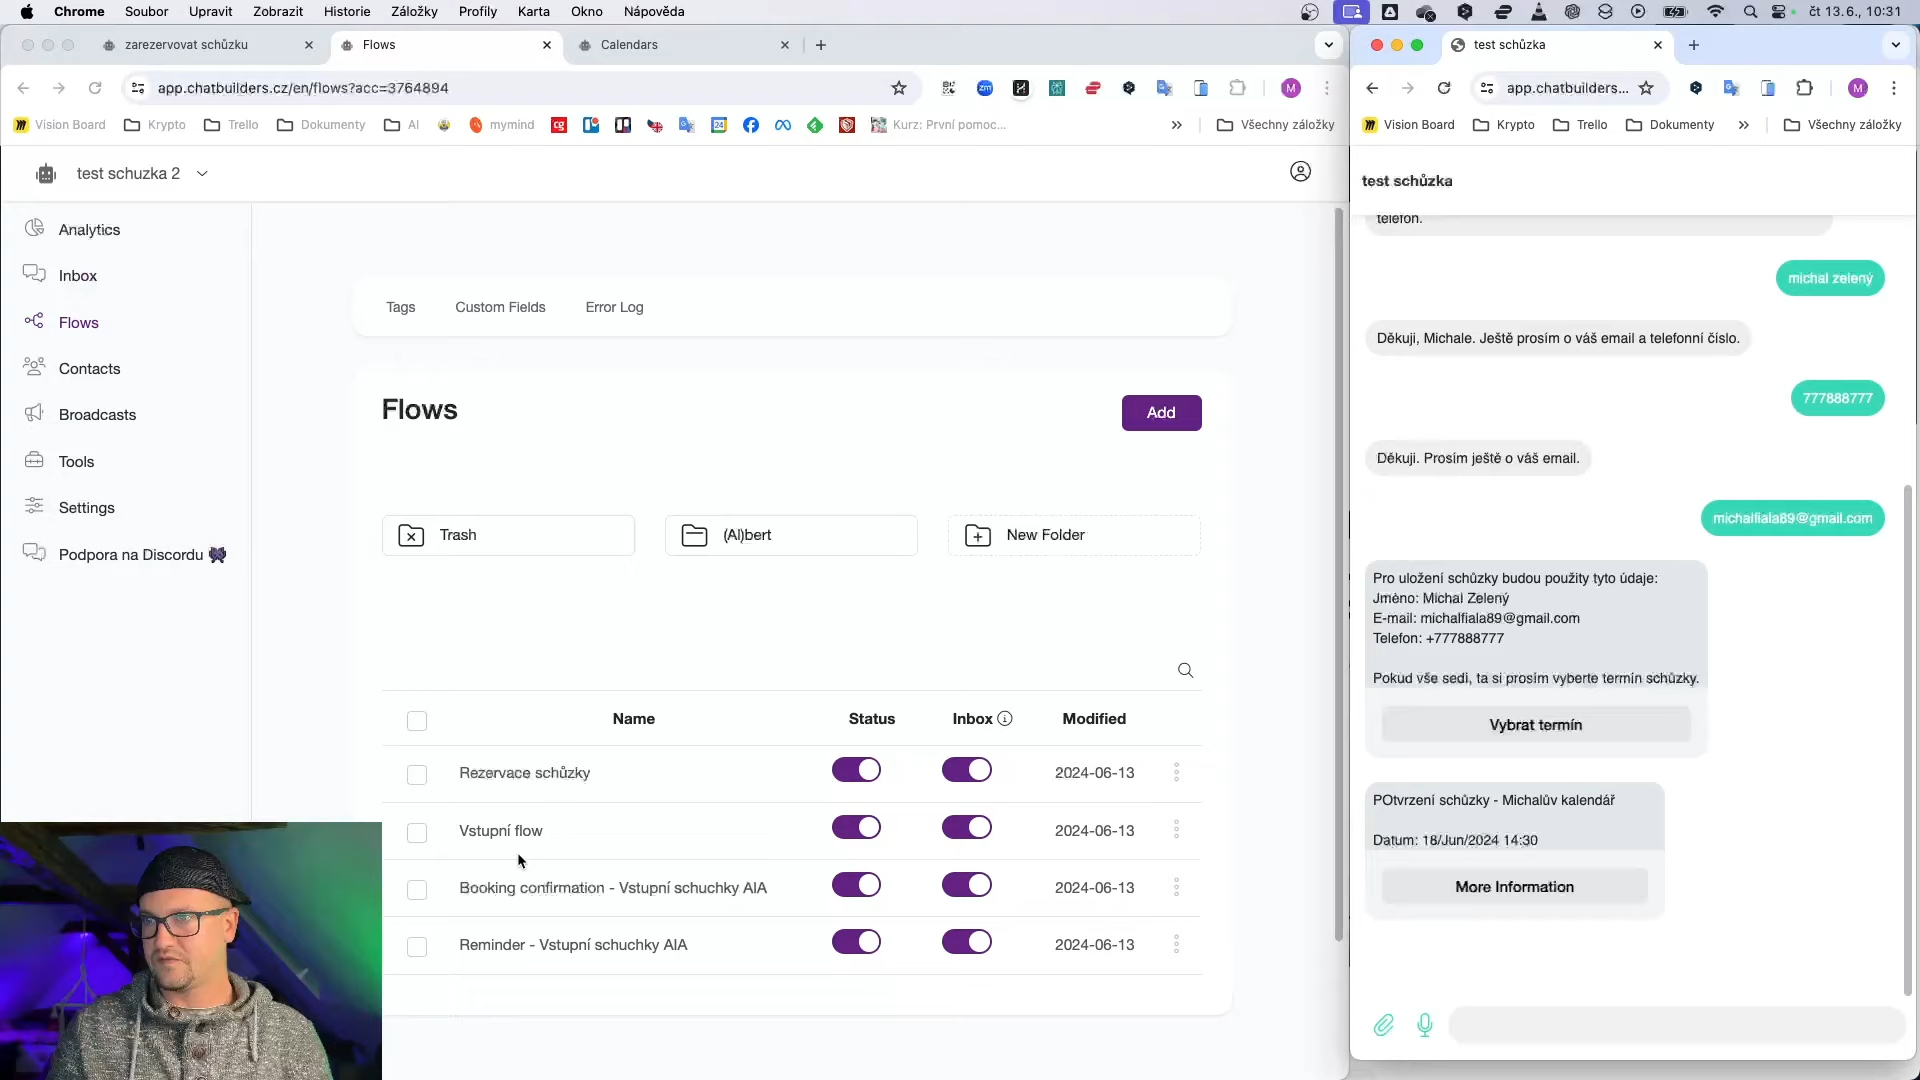 Chrome Soubor Upravit Zobrazit Historie Záložky Profily Karta Okno Nápověda
čt 13.6., 10:31
zarezervovat schůzku
Flows
Calendars
app.chatbuilders.cz/en/flows?acc=3764894
Vision Board Krypto Trello Dokumenty AI mymind Kurz: První pomoc... » Všechny záložky
test schuzka 2
Analytics
Inbox
Flows
Contacts
Broadcasts
Tools
Settings
Podpora na Discordu
Tags Custom Fields Error Log
Flows
Add
Trash
(AI)bert
New Folder
Name Status Inbox Modified
Rezervace schůzky 2024-06-13
Vstupní flow 2024-06-13
Booking confirmation - Vstupní schuchky AIA 2024-06-13
Reminder - Vstupní schuchky AIA 2024-06-13
test schůzka
app.chatbuilders...
Vision Board Krypto Trello Dokumenty » Všechny záložky
test schůzka
telefon.
michal zelený
Děkuji, Michale. Ještě prosím o váš email a telefonní číslo.
777888777
Děkuji. Prosím ještě o váš email.
michalfiala89@gmail.com
Pro uložení schůzky budou použity tyto údaje:
Jméno: Michal Zelený
E-mail: michalfiala89@gmail.com
Telefon: +777888777
Pokud vše sedí, ta si prosím vyberte termín schůzky.
Vybrat termín
POtvrzení schůzky - Michalův kalendář
Datum: 18/Jun/2024 14:30
More Information